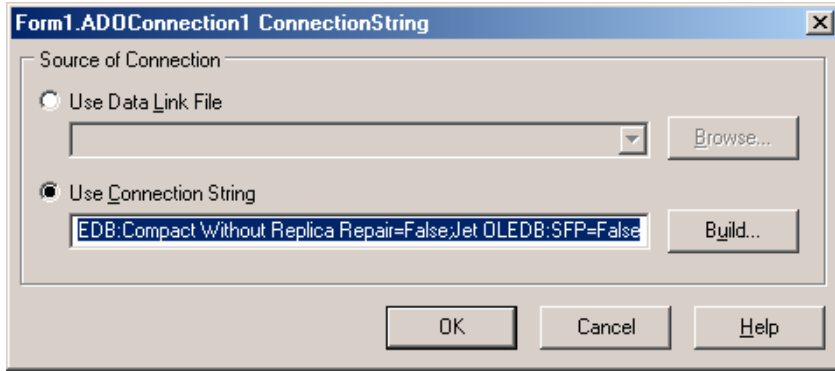 Form1.ADOConnection1 ConnectionString
Source of Connection
Use Data Link File
Browse...
Use Connection String
EDB:Compact Without Replica Repair=False;Jet OLEDB:SFP=False
Build...
OK Cancel Help